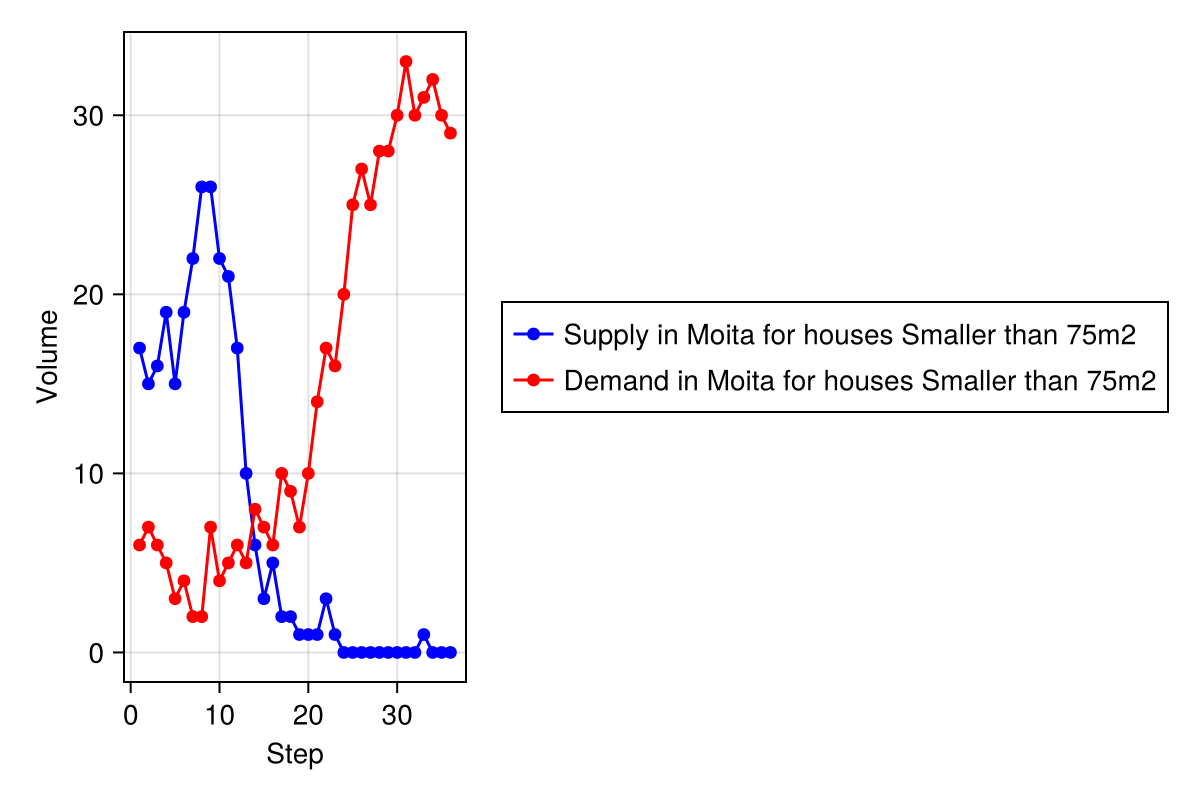 30
20
10
0
Volume
0 10 20 30
Step
Supply in Moita for houses Smaller than 75m2
Demand in Moita for houses Smaller than 75m2